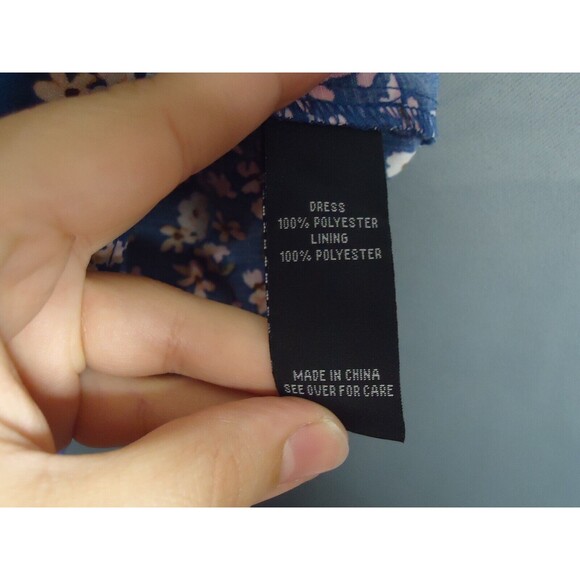 DRESS
100% POLYESTER
LINING
100% POLYESTER
MADE IN CHINA
SEE OVER FOR CARE